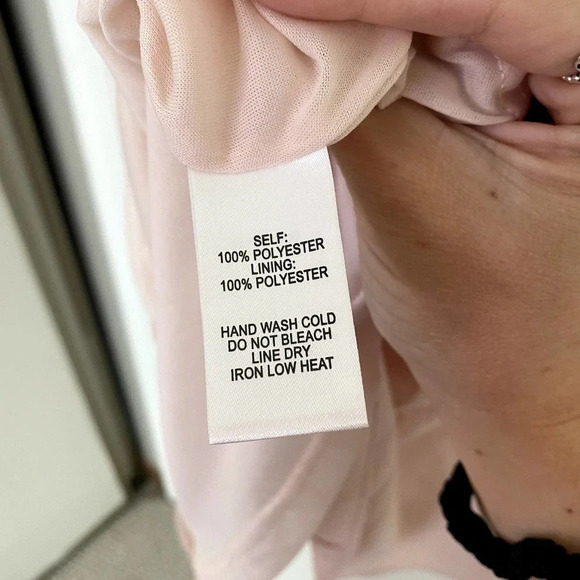 SELF:
100% POLYESTER
LINING:
100% POLYESTER
HAND WASH COLD
DO NOT BLEACH
LINE DRY
IRON LOW HEAT